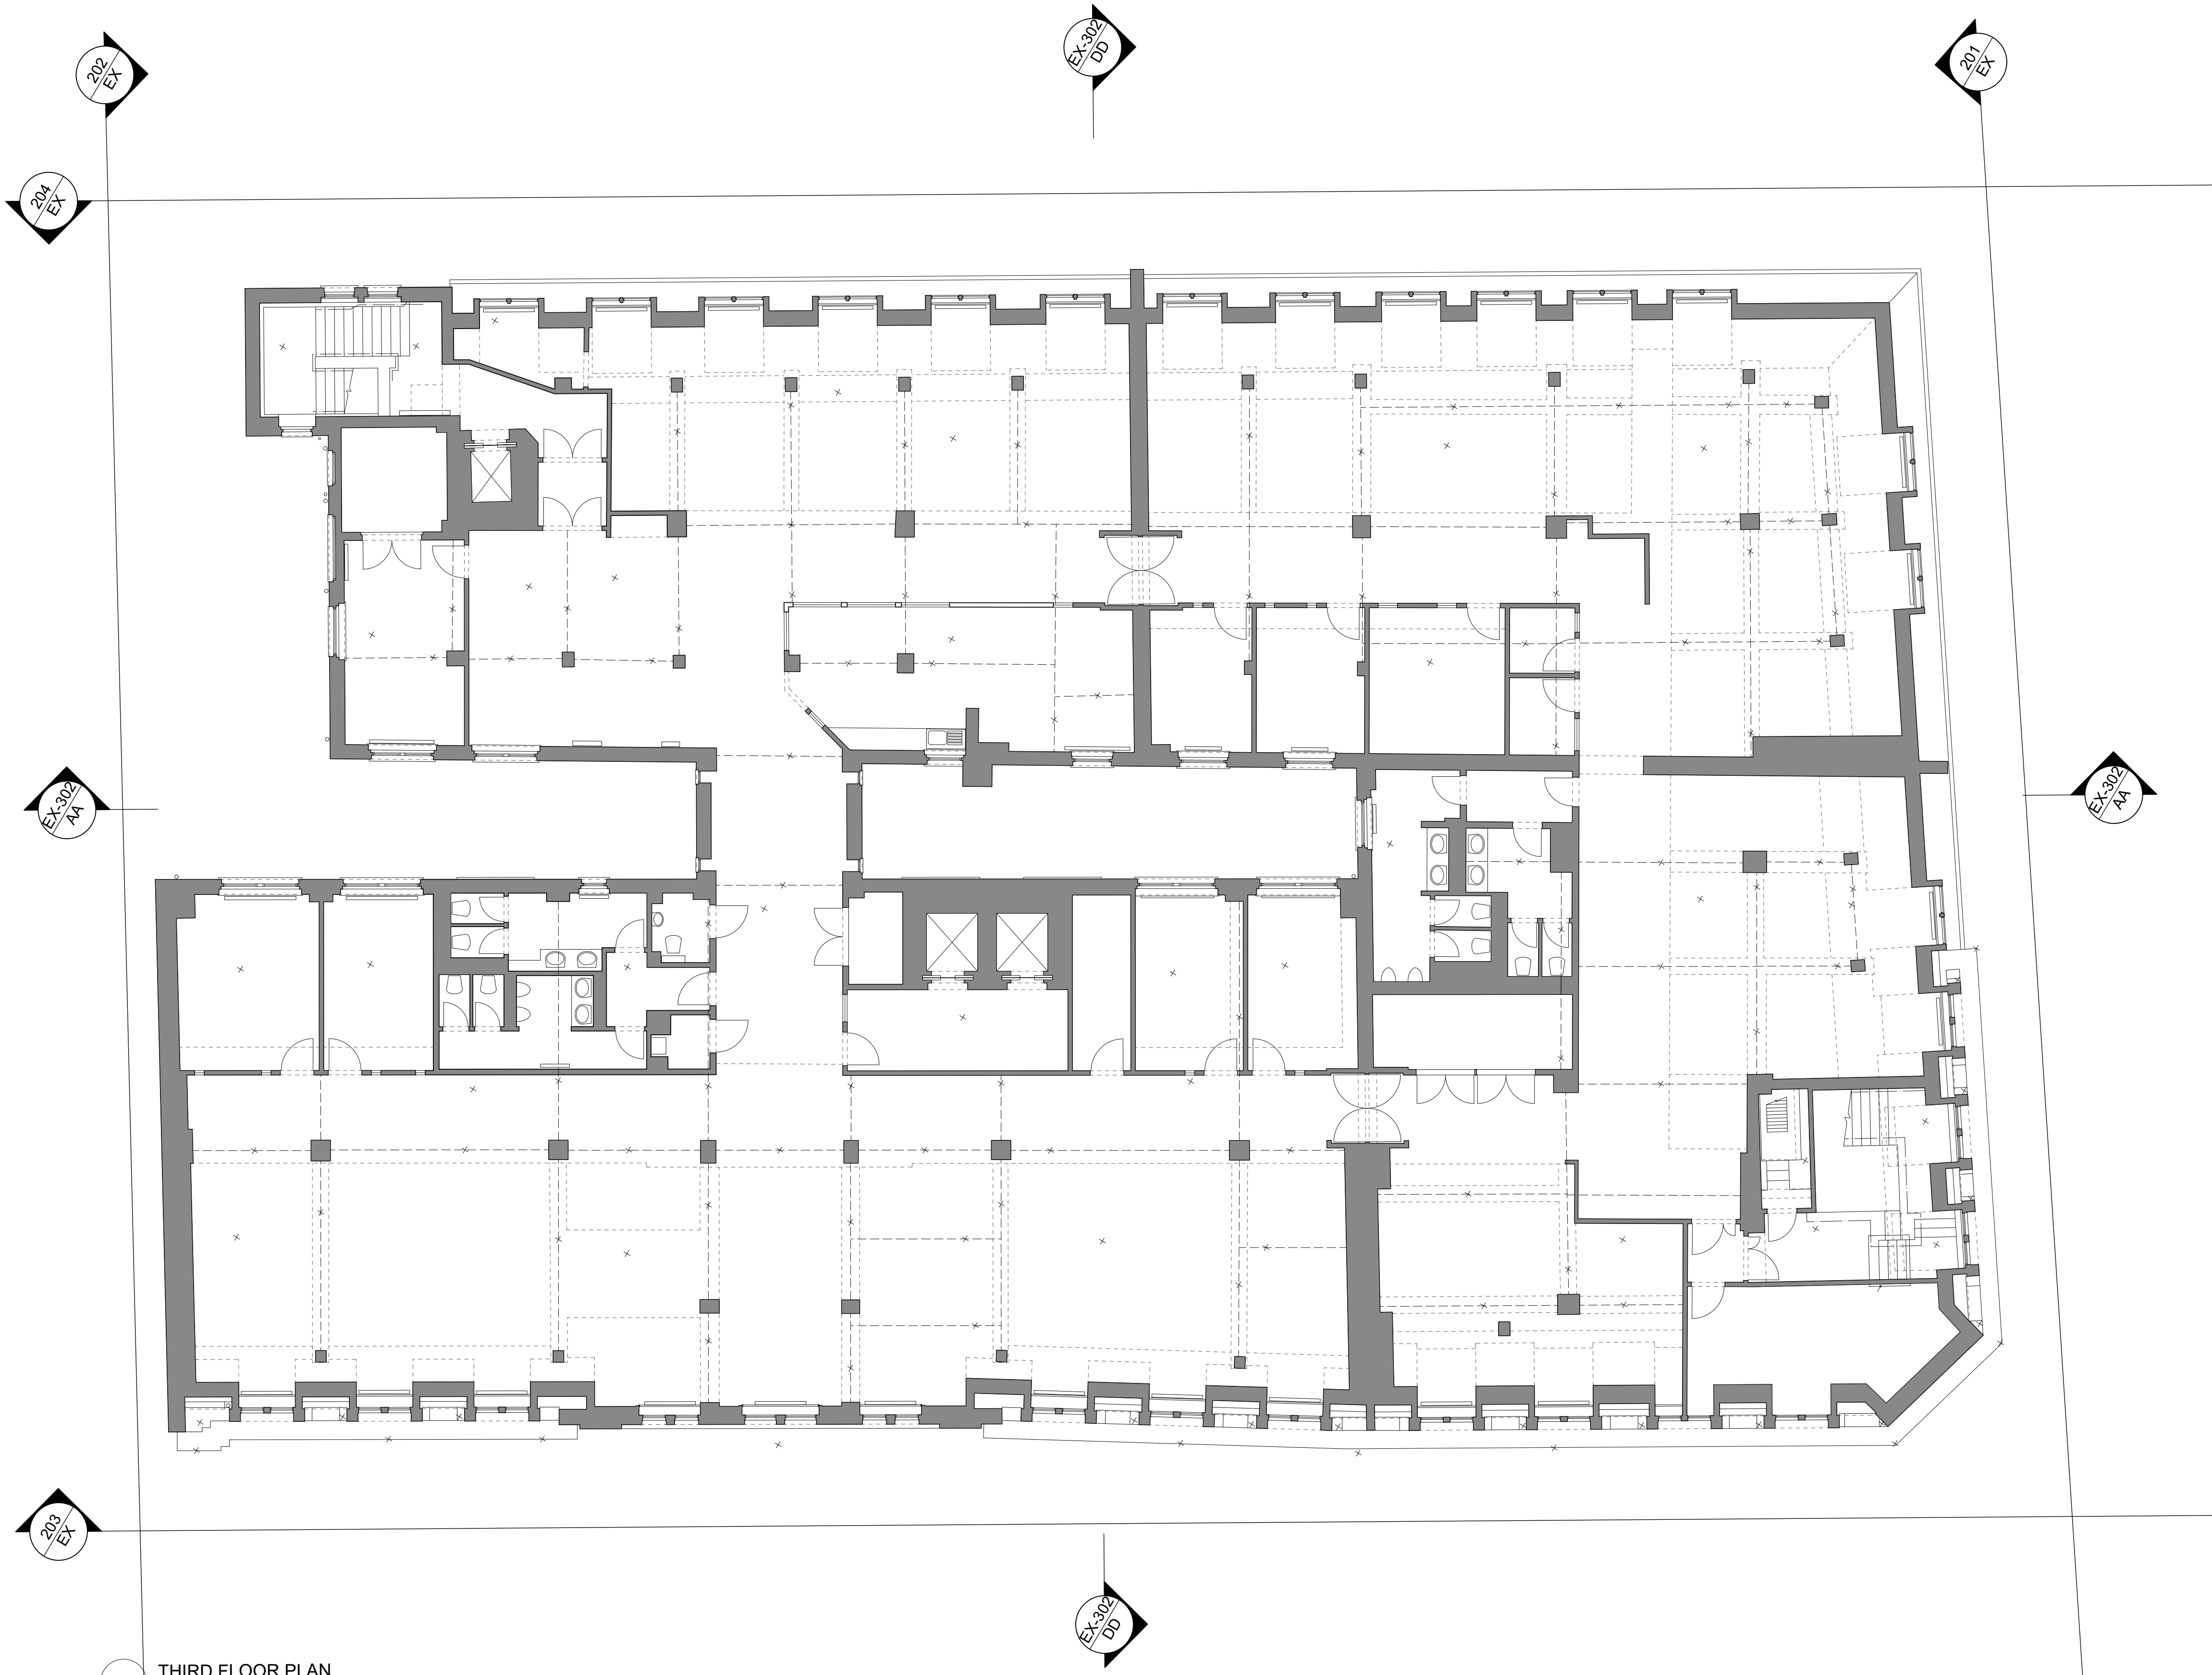 EX-302
DD
202
EX
201
EX
204
EX
EX-302
AA
EX-302
AA
203
EX
EX-302
DD
THIRD FLOOR PLAN